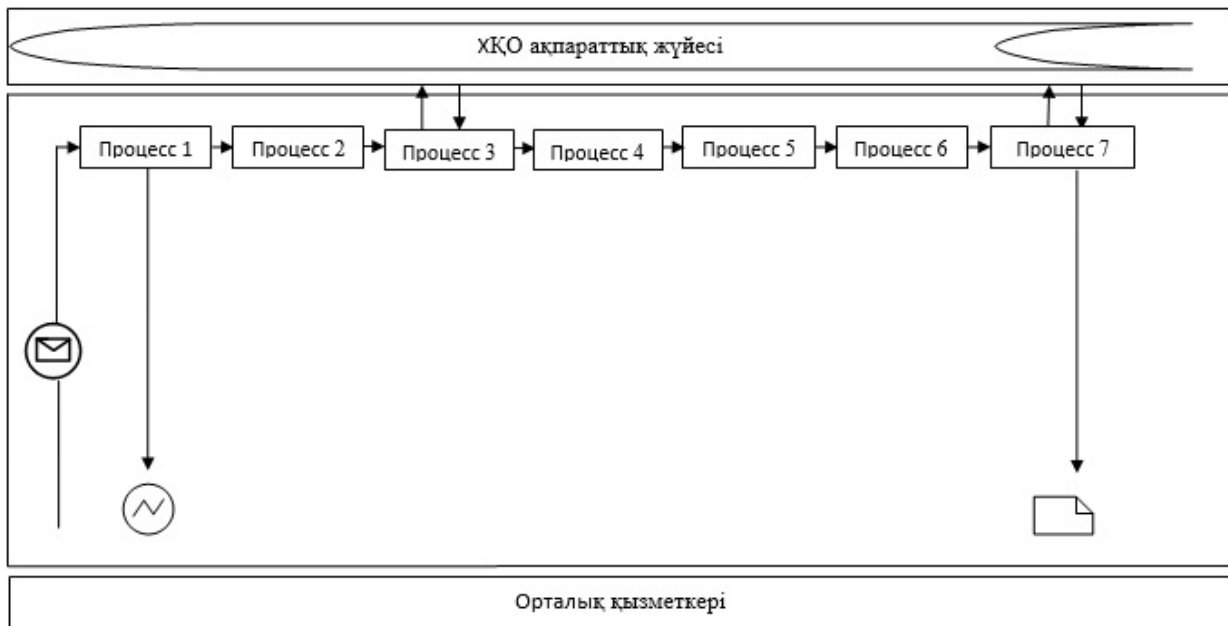 ХҚО ақпараттық жүйесі
Процесс 1
Процесс 2
Процесс 3
Процесс 4
Процесс 5
Процесс 6
Процесс 7
Орталық қызметкері